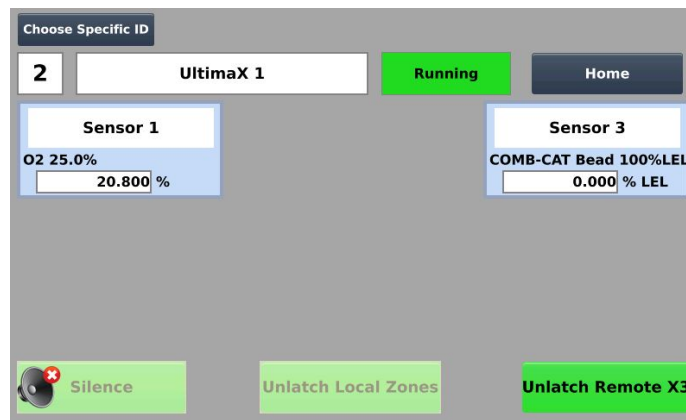 Choose Specific ID
2
UltimaX 1
Running
Home
Sensor 1
Sensor 3
O2 25.0%
COMB-CAT Bead 100%LEL
20.800 %
0.000 % LEL
Silence
Unlatch Local Zones
Unlatch Remote X3